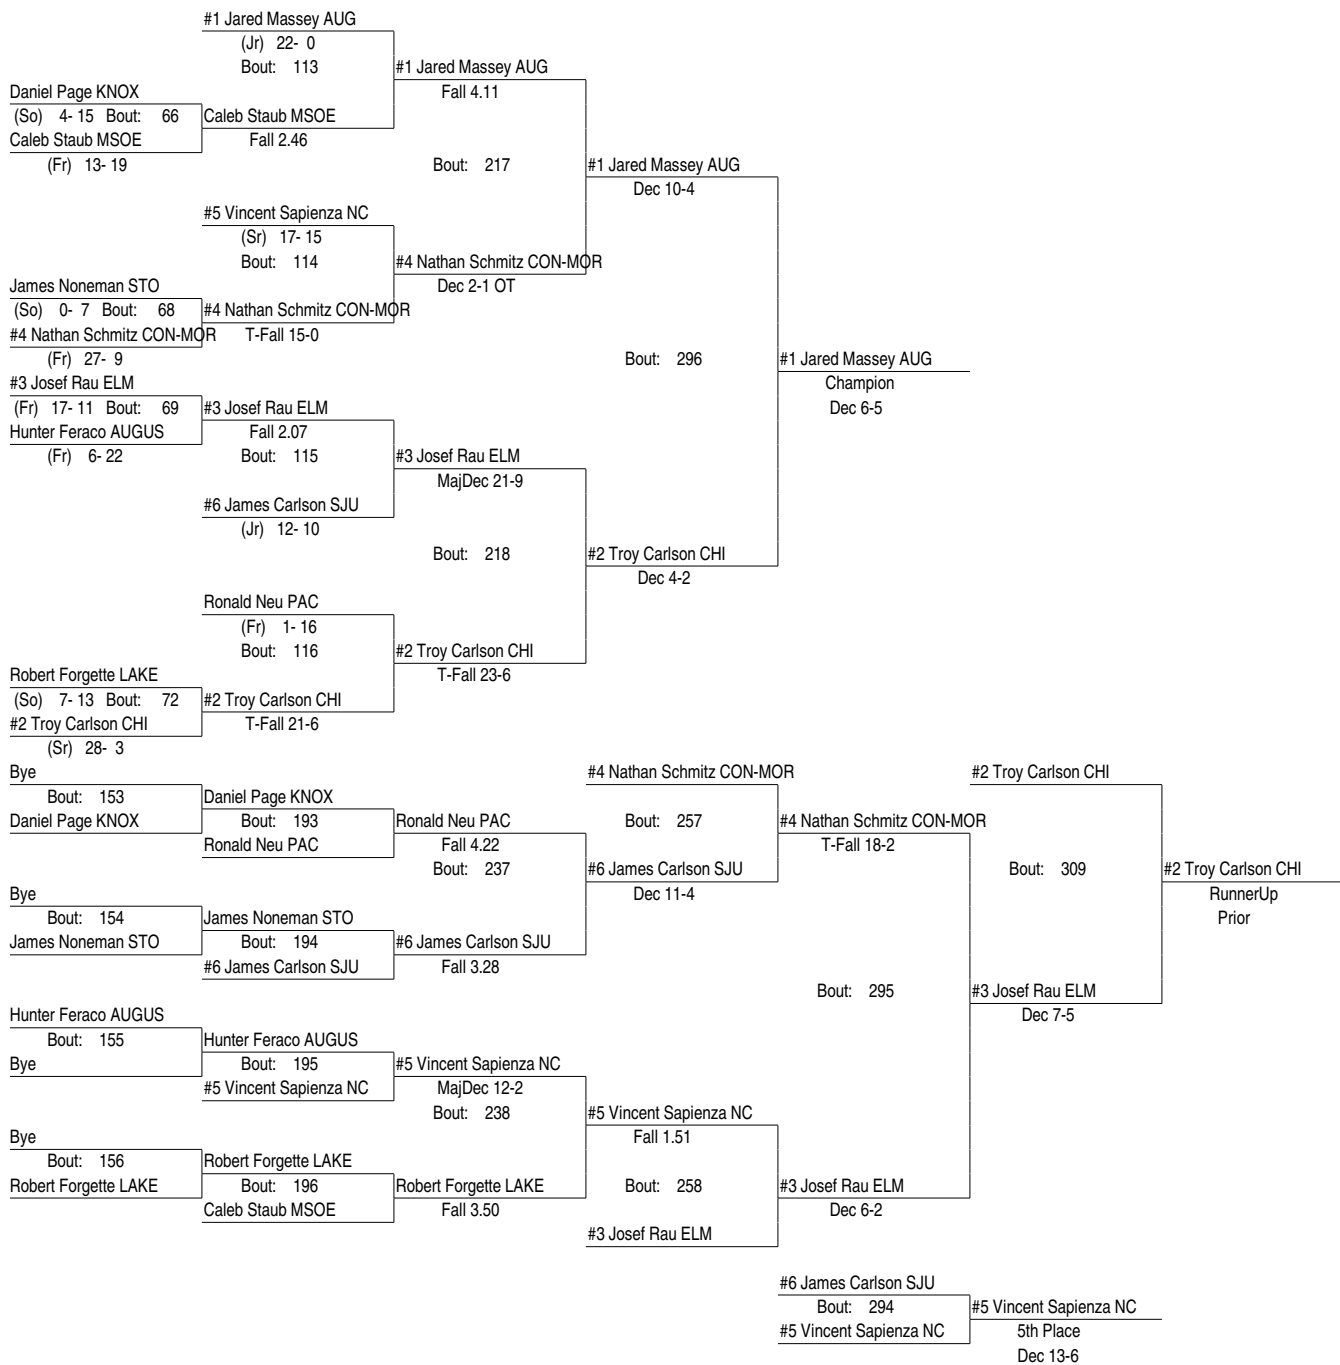 #1 Jared Massey AUG
(Jr) 22- 0
Bout: 113
#1 Jared Massey AUG
Daniel Page KNOX
Fall 4.11
(So) 4- 15 Bout: 66
Caleb Staub MSOE
Caleb Staub MSOE
Fall 2.46
(Fr) 13- 19
Bout: 217
#1 Jared Massey AUG
Dec 10-4
#5 Vincent Sapienza NC
(Sr) 17- 15
Bout: 114
#4 Nathan Schmitz CON-MOR
James Noneman STO
Dec 2-1 OT
(So) 0- 7 Bout: 68
#4 Nathan Schmitz CON-MOR
#4 Nathan Schmitz CON-MOR
T-Fall 15-0
(Fr) 27- 9
Bout: 296
#1 Jared Massey AUG
#3 Josef Rau ELM
Champion
(Fr) 17- 11 Bout: 69
#3 Josef Rau ELM
Dec 6-5
Hunter Feraco AUGUS
Fall 2.07
(Fr) 6- 22
Bout: 115
#3 Josef Rau ELM
MajDec 21-9
#6 James Carlson SJU
(Jr) 12- 10
Bout: 218
#2 Troy Carlson CHI
Dec 4-2
Ronald Neu PAC
(Fr) 1- 16
Bout: 116
#2 Troy Carlson CHI
Robert Forgette LAKE
T-Fall 23-6
(So) 7- 13 Bout: 72
#2 Troy Carlson CHI
#2 Troy Carlson CHI
T-Fall 21-6
(Sr) 28- 3
Bye
#4 Nathan Schmitz CON-MOR
#2 Troy Carlson CHI
Bout: 153
Daniel Page KNOX
Daniel Page KNOX
Bout: 193
Ronald Neu PAC
Bout: 257
#4 Nathan Schmitz CON-MOR
Ronald Neu PAC
Fall 4.22
T-Fall 18-2
Bout: 237
#6 James Carlson SJU
Bout: 309
#2 Troy Carlson CHI
Bye
Dec 11-4
RunnerUp
Bout: 154
James Noneman STO
Prior
James Noneman STO
Bout: 194
#6 James Carlson SJU
#6 James Carlson SJU
Fall 3.28
Bout: 295
#3 Josef Rau ELM
Hunter Feraco AUGUS
Dec 7-5
Bout: 155
Hunter Feraco AUGUS
Bye
Bout: 195
#5 Vincent Sapienza NC
#5 Vincent Sapienza NC
MajDec 12-2
Bout: 238
#5 Vincent Sapienza NC
Bye
Fall 1.51
Bout: 156
Robert Forgette LAKE
Robert Forgette LAKE
Bout: 196
Robert Forgette LAKE
Bout: 258
#3 Josef Rau ELM
Caleb Staub MSOE
Fall 3.50
Dec 6-2
#3 Josef Rau ELM
#6 James Carlson SJU
Bout: 294
#5 Vincent Sapienza NC
#5 Vincent Sapienza NC
5th Place
Dec 13-6